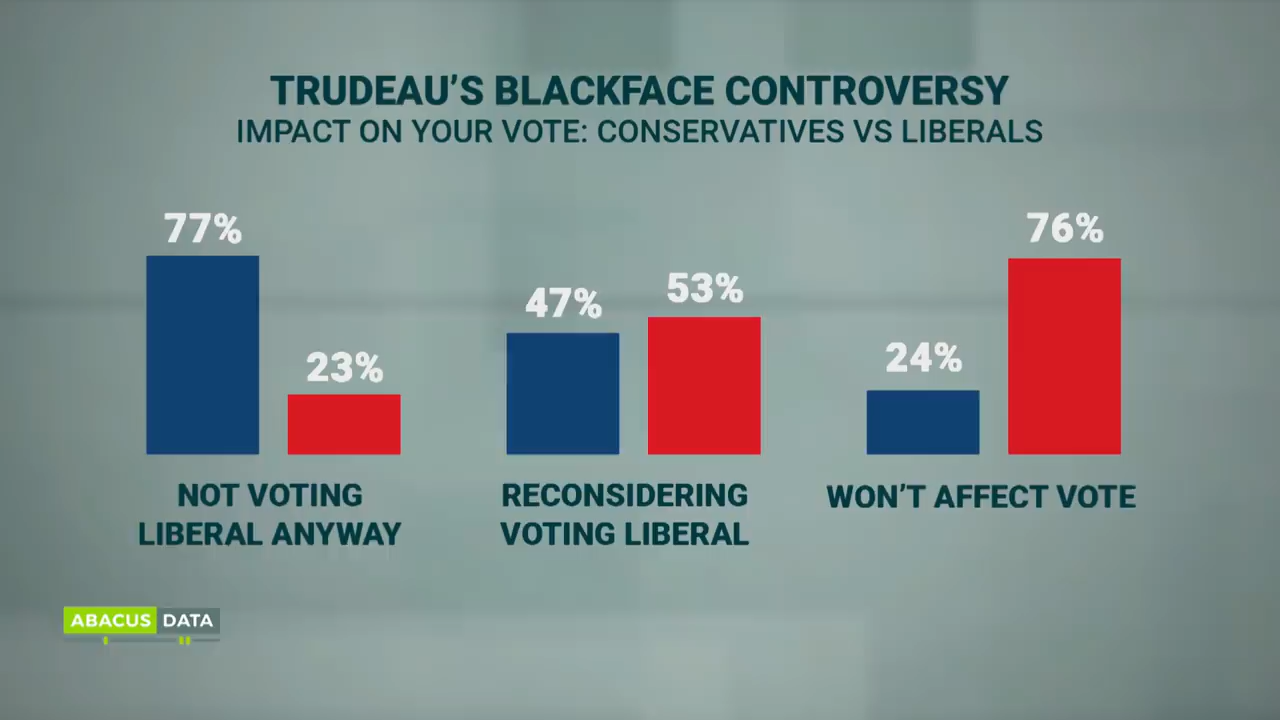 TRUDEAU’S BLACKFACE CONTROVERSY
IMPACT ON YOUR VOTE: CONSERVATIVES VS LIBERALS
77%
23%
NOT VOTING
LIBERAL ANYWAY
47%
53%
RECONSIDERING
VOTING LIBERAL
24%
76%
WON’T AFFECT VOTE
ABACUS DATA